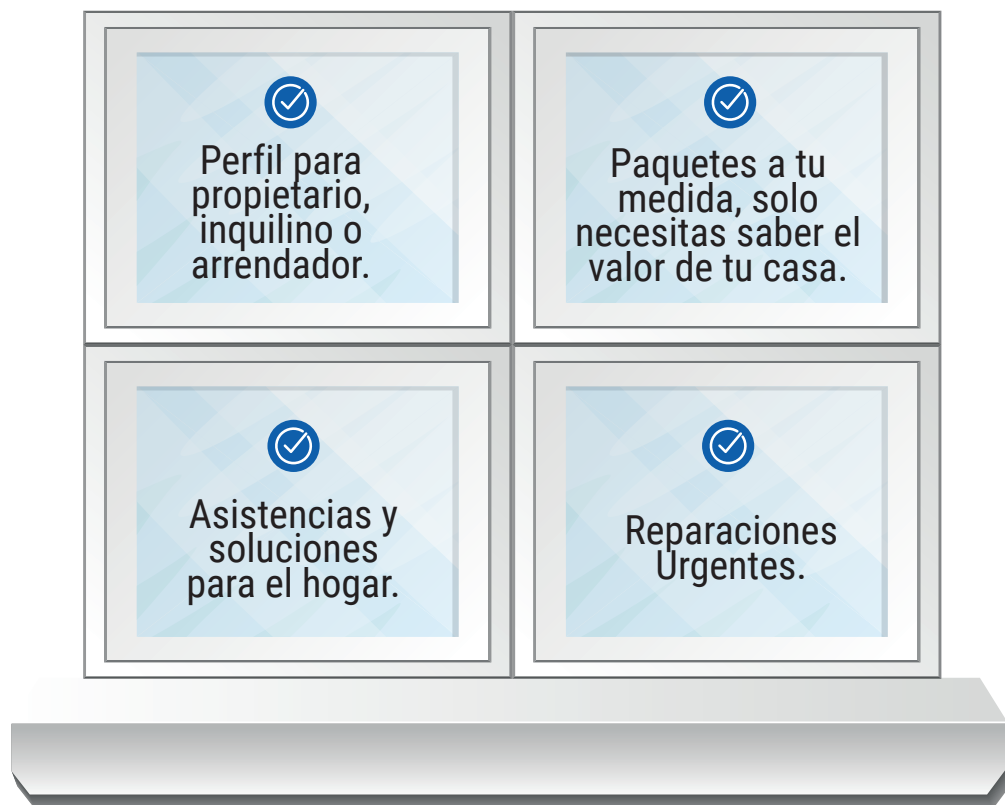 Perfil para
propietario,
inquilino o
arrendador.
Paquetes a tu
medida, solo
necesitas saber el
valor de tu casa.
Asistencias y
soluciones
para el hogar.
Reparaciones
Urgentes.